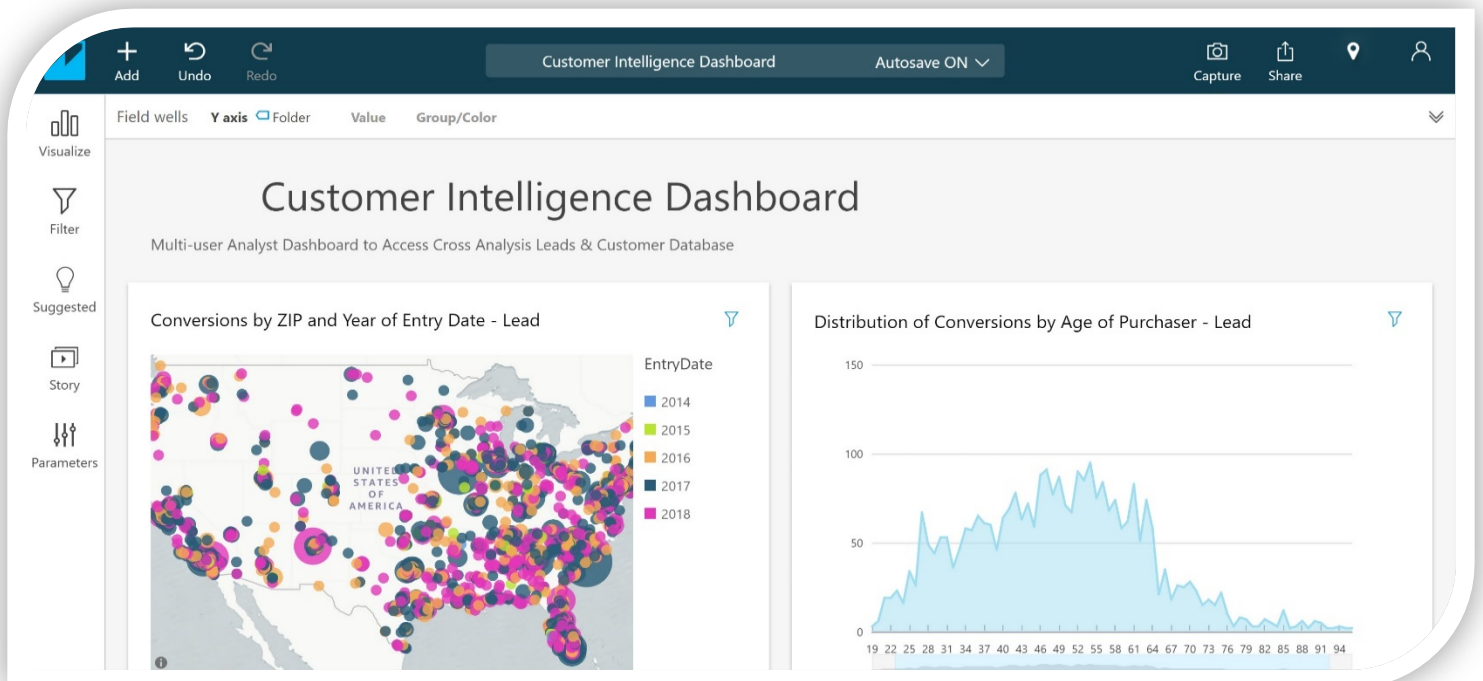 Add
Undo
Redo
Customer Intelligence Dashboard
Autosave ON
Capture
Share
Field wells Y axis Folder Value Group/Color
Visualize
Filter
Suggested
Story
Parameters
Customer Intelligence Dashboard
Multi-user Analyst Dashboard to Access Cross Analysis Leads & Customer Database
Conversions by ZIP and Year of Entry Date - Lead
UNITED
STATES
OF
AMERICA
EntryDate
2014
2015
2016
2017
2018
Distribution of Conversions by Age of Purchaser - Lead
150
100
50
0
19 22 25 28 31 34 37 40 43 46 49 52 55 58 61 64 67 70 73 76 79 82 85 88 91 94